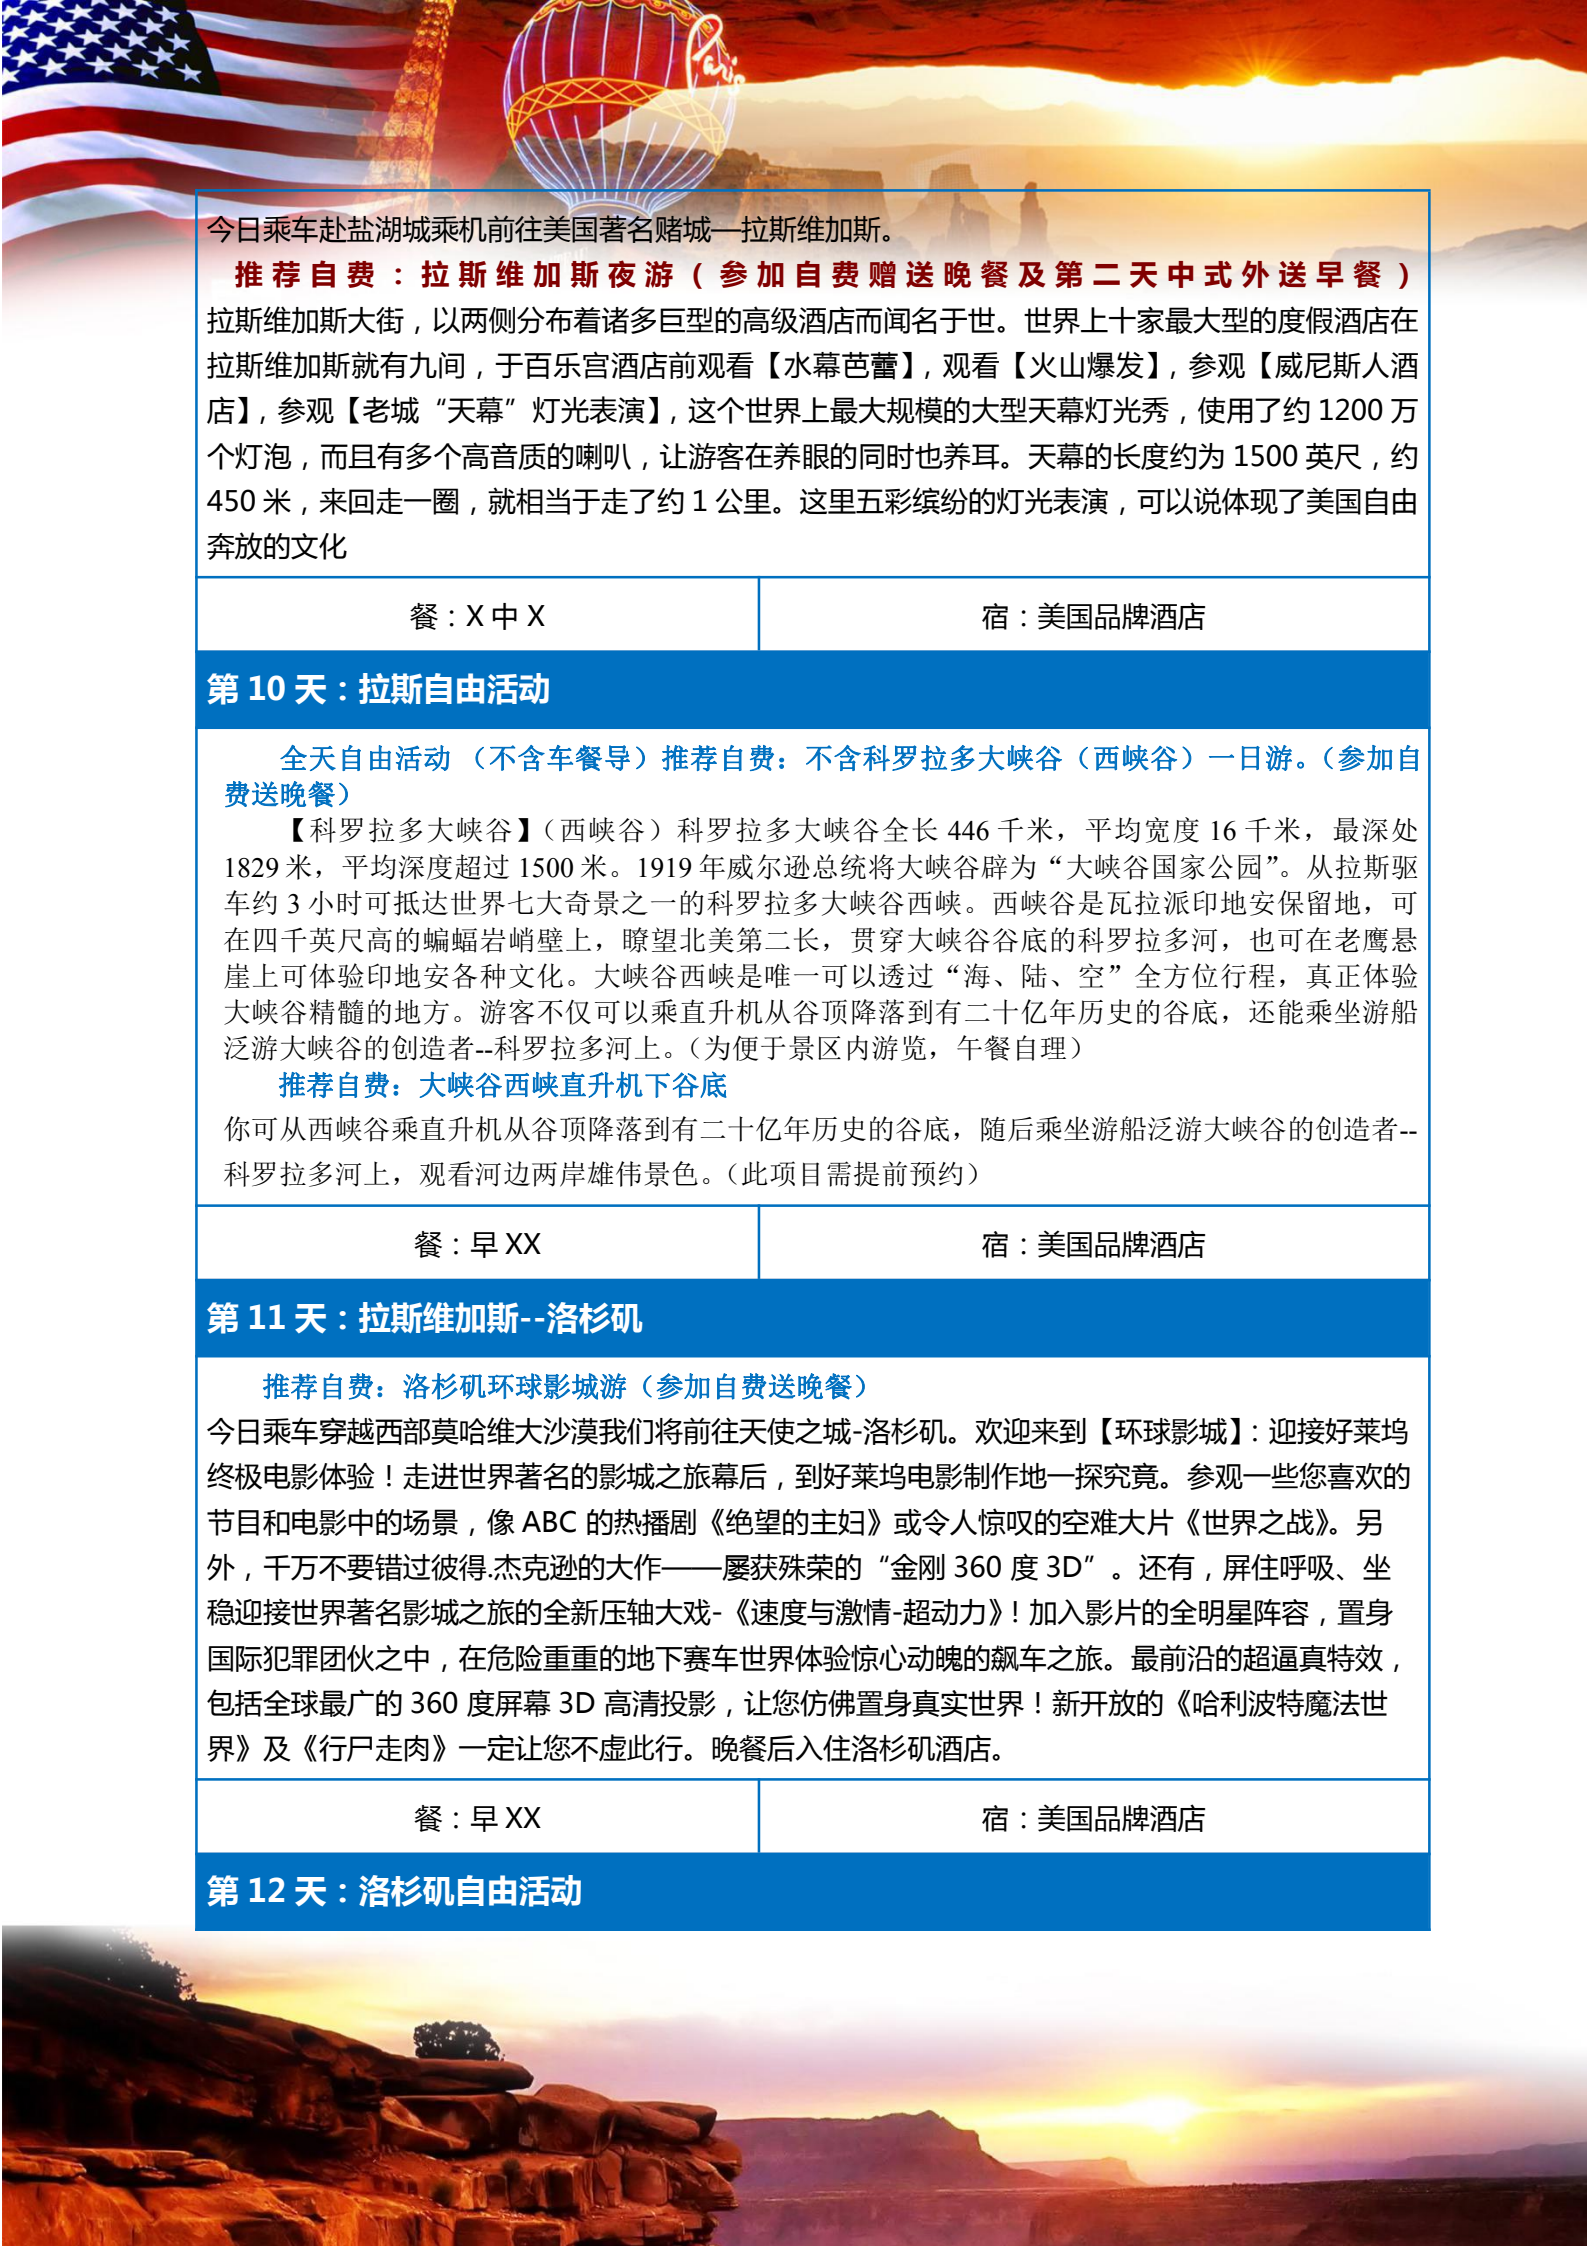 Paris
今日乘车赴盐湖城乘机前往美国著名赌城—拉斯维加斯。
推荐自费：拉斯维加斯夜游(参加自费赠送晚餐及第二天中式外送早餐)
拉斯维加斯大街，以两侧分布着诸多巨型的高级酒店而闻名于世。世界上十家最大型的度假酒店在
拉斯维加斯就有九间，于百乐宫酒店前观看【水幕芭蕾】，观看【火山爆发】，参观【威尼斯人酒
店】，参观【老城“天幕”灯光表演】，这个世界上最大规模的大型天幕灯光秀，使用了约 1200 万
个灯泡，而且有多个高音质的喇叭，让游客在养眼的同时也养耳。天幕的长度约为 1500 英尺，约
450 米，来回走一圈，就相当于走了约 1 公里。这里五彩缤纷的灯光表演，可以说体现了美国自由
奔放的文化
餐：X 中 X
宿：美国品牌酒店
第 10 天：拉斯自由活动
全天自由活动 （不含车餐导）推荐自费：不含科罗拉多大峡谷（西峡谷）一日游。（参加自
费送晚餐）
【科罗拉多大峡谷】（西峡谷）科罗拉多大峡谷全长 446 千米，平均宽度 16 千米，最深处
1829 米，平均深度超过 1500 米。1919 年威尔逊总统将大峡谷辟为“大峡谷国家公园”。从拉斯驱
车约 3 小时可抵达世界七大奇景之一的科罗拉多大峡谷西峡。西峡谷是瓦拉派印地安保留地，可
在四千英尺高的蝙蝠岩峭壁上，瞭望北美第二长，贯穿大峡谷谷底的科罗拉多河，也可在老鹰悬
崖上可体验印地安各种文化。大峡谷西峡是唯一可以透过“海、陆、空”全方位行程，真正体验
大峡谷精髓的地方。游客不仅可以乘直升机从谷顶降落到有二十亿年历史的谷底，还能乘坐游船
泛游大峡谷的创造者--科罗拉多河上。（为便于景区内游览，午餐自理）
推荐自费：大峡谷西峡直升机下谷底
你可从西峡谷乘直升机从谷顶降落到有二十亿年历史的谷底，随后乘坐游船泛游大峡谷的创造者--
科罗拉多河上，观看河边两岸雄伟景色。（此项目需提前预约）
餐：早 XX
宿：美国品牌酒店
第 11 天：拉斯维加斯--洛杉矶
推荐自费：洛杉矶环球影城游（参加自费送晚餐）
今日乘车穿越西部莫哈维大沙漠我们将前往天使之城-洛杉矶。欢迎来到【环球影城】：迎接好莱坞
终极电影体验！走进世界著名的影城之旅幕后，到好莱坞电影制作地一探究竟。参观一些您喜欢的
节目和电影中的场景，像 ABC 的热播剧《绝望的主妇》或令人惊叹的空难大片《世界之战》。另
外，千万不要错过彼得.杰克逊的大作——屡获殊荣的“金刚 360 度 3D”。还有，屏住呼吸、坐
稳迎接世界著名影城之旅的全新压轴大戏-《速度与激情-超动力》！加入影片的全明星阵容，置身
国际犯罪团伙之中，在危险重重的地下赛车世界体验惊心动魄的飙车之旅。最前沿的超逼真特效，
包括全球最广的 360 度屏幕 3D 高清投影，让您仿佛置身真实世界！新开放的《哈利波特魔法世
界》及《行尸走肉》一定让您不虚此行。晚餐后入住洛杉矶酒店。
餐：早 XX
宿：美国品牌酒店
第 12 天：洛杉矶自由活动